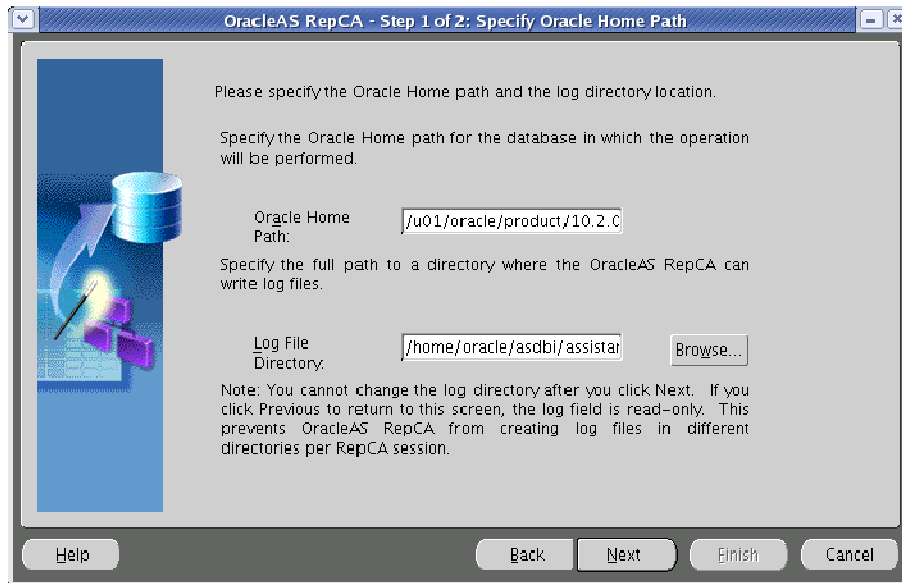 OracleAS RepCA - Step 1 of 2: Specify Oracle Home Path
Please specify the Oracle Home path and the log directory location.
Specify the Oracle Home path for the database in which the operation
will be performed.
Oracle Home
Path:
/u01/oracle/product/10.2.0
Specify the full path to a directory where the OracleAS RepCA can
write log files.
Log File
Directory:
/home/oracle/asdbi/assistan
Browse...
Note: You cannot change the log directory after you click Next. If you
click Previous to return to this screen, the log field is read-only. This
prevents OracleAS RepCA from creating log files in different
directories per RepCA session.
Help
Back
Next
Finish
Cancel